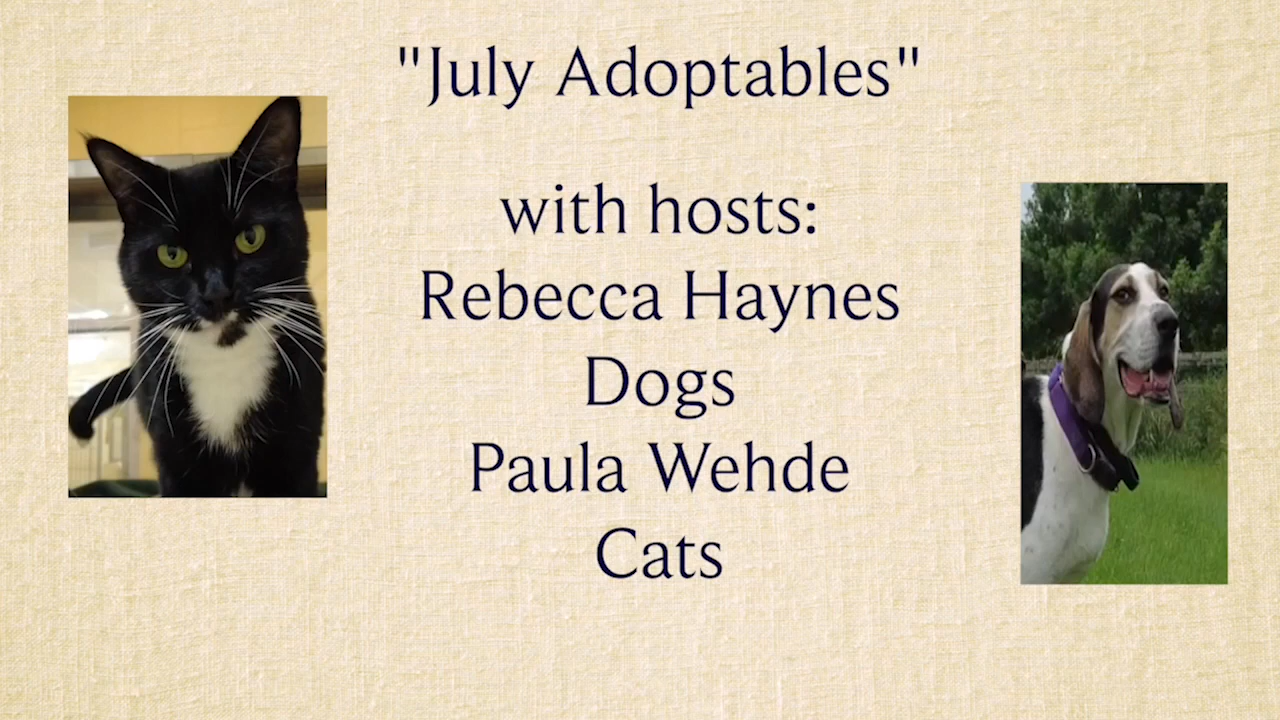 "July Adoptables"
with hosts:
Rebecca Haynes
Dogs
Paula Wehde
Cats